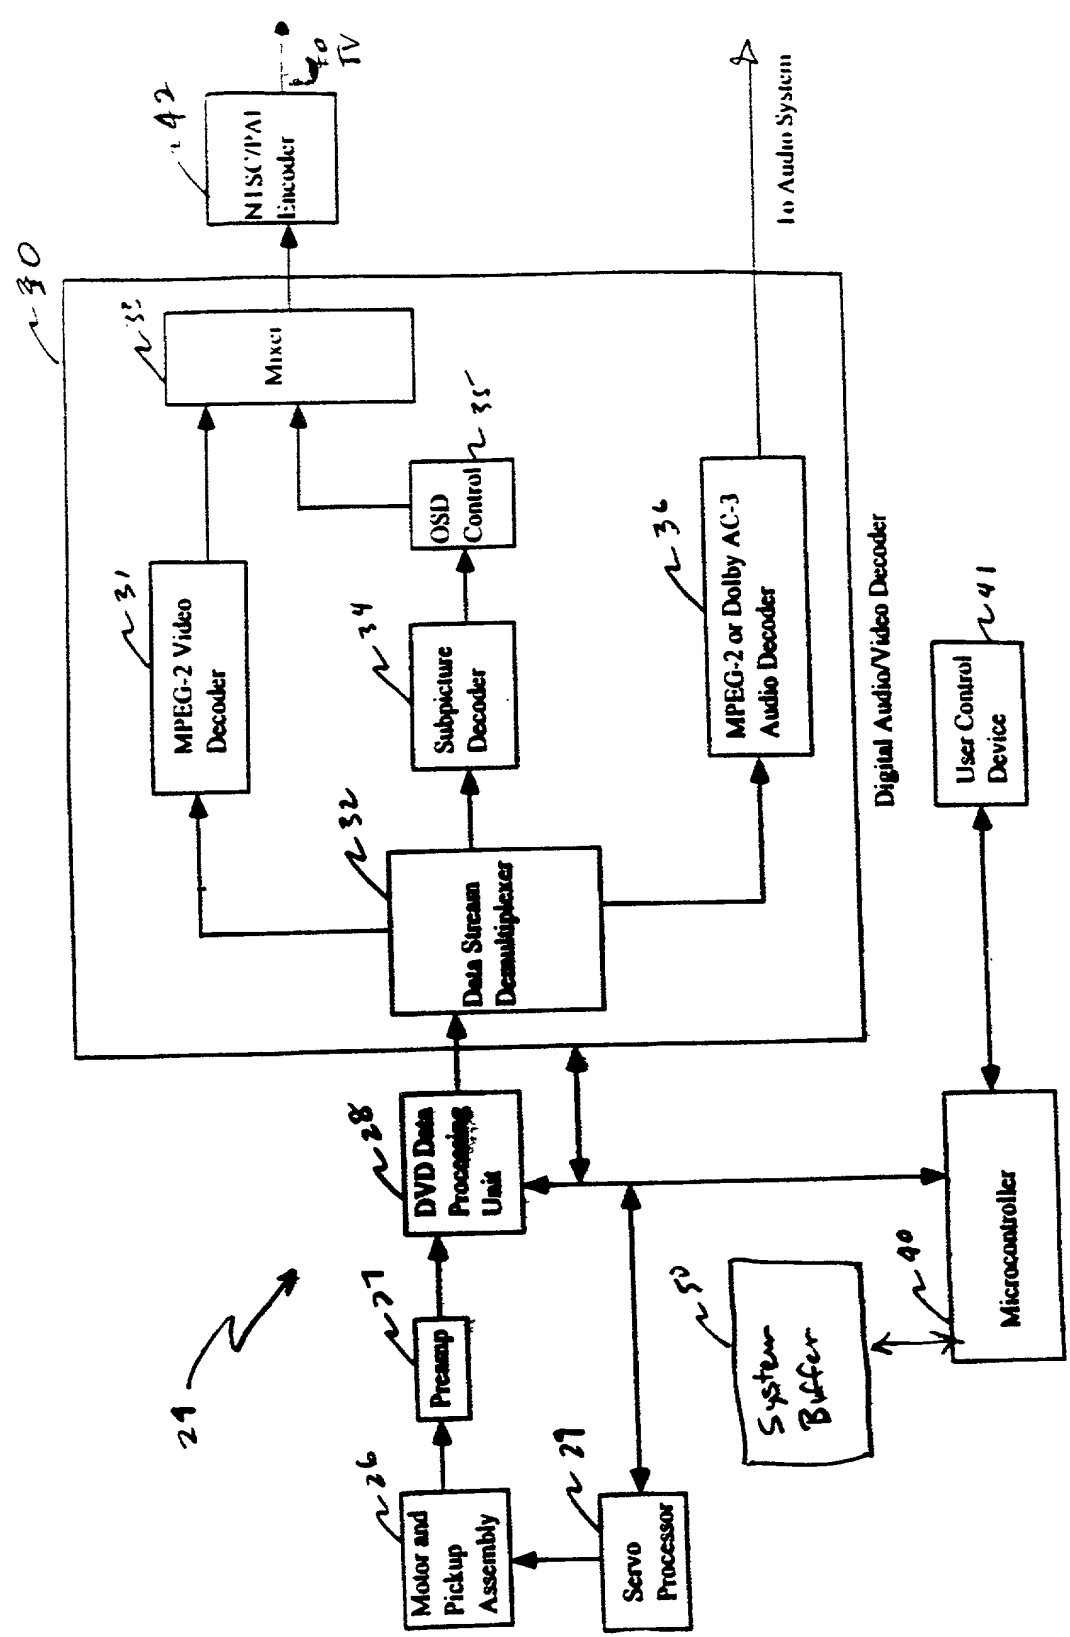 29
26
Motor and
Pickup
Assembly
27
Preamp
28
DVD Data
Processing
Unit
29
Servo
Processor
50
System
Buffer
40
Microcontroller
41
User Control
Device
30
32
Data Stream
Demultiplexer
31
MPEG-2 Video
Decoder
34
Subpicture
Decoder
35
OSD
Control
33
Mixer
36
MPEG-2 or Dolby AC-3
Audio Decoder
Digital Audio/Video Decoder
42
NTSC/PAL
Encoder
to
TV
To Audio System